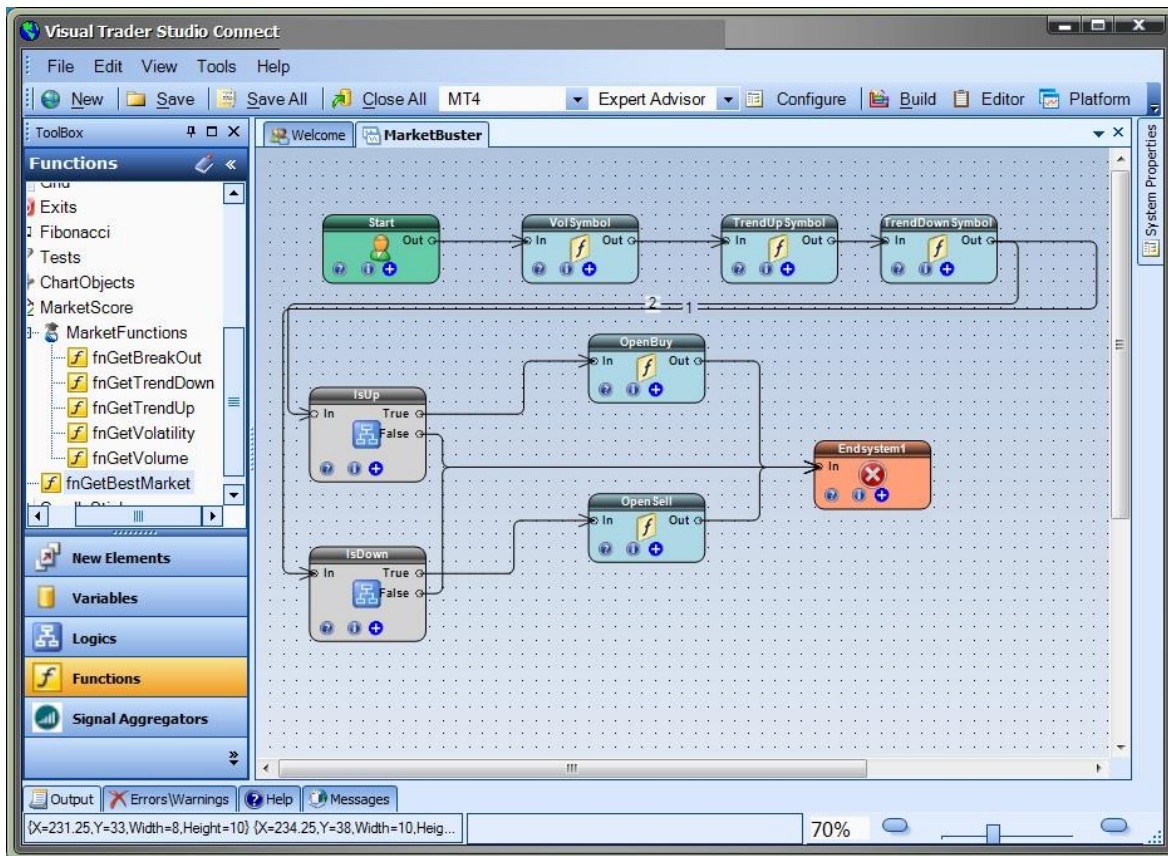 Visual Trader Studio Connect
File Edit View Tools Help
New Save Save All Close All MT4 Expert Advisor Configure Build Editor Platform
ToolBox
Welcome MarketBuster
System Properties
Functions
Exits
Fibonacci
Tests
ChartObjects
MarketScore
MarketFunctions
fnGetBreakOut
fnGetTrendDown
fnGetTrendUp
fnGetVolatility
fnGetVolume
fnGetBestMarket
New Elements
Variables
Logics
Functions
Signal Aggregators
Start
Out
VolSymbol
In Out
TrendUpSymbol
In Out
TrendDownSymbol
In Out
2 1
OpenBuy
In Out
IsUp
In True
False
Endsystem1
In
OpenSell
In Out
IsDown
In True
False
Output Errors\Warnings Help Messages
{X=231.25,Y=33,Width=8,Height=10} {X=234.25,Y=38,Width=10,Heig...
70%